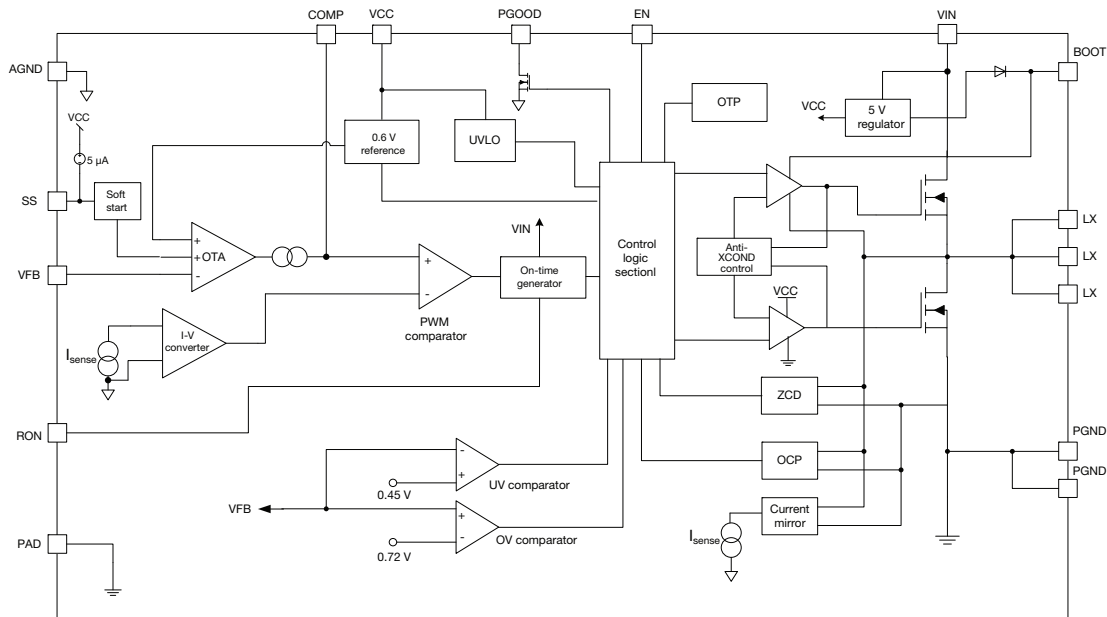 COMP
VCC
PGOOD
EN
VIN
BOOT
AGND
VCC
5 µA
SS
Soft
start
0.6 V
reference
UVLO
OTP
VCC
5 V
regulator
LX
LX
LX
VFB
+
+OTA
-
+
-
PWM
comparator
VIN
On-time
generator
Control
logic
sectionl
Anti-
XCOND
control
VCC
Isense
I-V
converter
RON
ZCD
OCP
PGND
PGND
-
+
0.45 V
UV comparator
VFB
+
-
0.72 V
OV comparator
Current
mirror
Isense
PAD